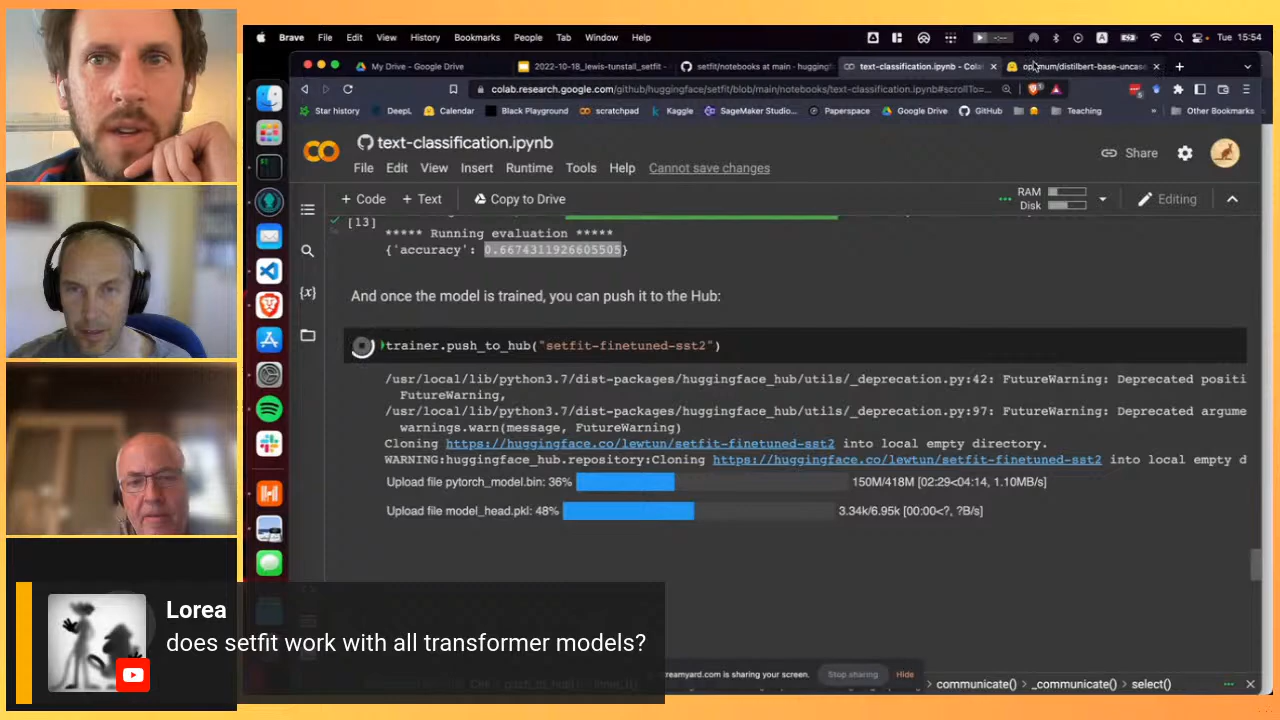 Brave File Edit View History Bookmarks People Tab Window Help
Tue 15:54
My Drive - Google Drive
2022-10-18_lewis-tunstall_setfit -
setfit/notebooks at main · hugging
text-classification.ipynb - Cola
colab.research.google.com/github/huggingface/setfit/blob/main/notebooks/text-classification.ipynb#scrollTo=...
Star history DeepL Google Drive Black Playground scratchpad Kaggle SageMaker Studio... Paperspace Google Drive GitHub Teaching
text-classification.ipynb
File Edit View Insert Runtime Tools Help Cannot save changes
Share
+ Code + Text Copy to Drive
RAM
Disk
Editing
[13]
***** Running evaluation *****
{'accuracy': 0.6674311926605505}
And once the model is trained, you can push it to the Hub:
trainer.push_to_hub("setfit-finetuned-sst2")
/usr/local/lib/python3.7/dist-packages/huggingface_hub/utils/_deprecation.py:42: FutureWarning: Deprecated positi
FutureWarning,
/usr/local/lib/python3.7/dist-packages/huggingface_hub/utils/_deprecation.py:97: FutureWarning: Deprecated argume
warnings.warn(message, FutureWarning)
Cloning https://huggingface.co/lewtun/setfit-finetuned-sst2 into local empty directory.
WARNING:huggingface_hub.repository:Cloning https://huggingface.co/lewtun/setfit-finetuned-sst2 into local empty d
Upload file pytorch_model.bin: 36% 150M/418M [02:29<04:14, 1.10MB/s]
Upload file model_head.pkl: 48% 3.34k/6.95k [00:00<?, ?B/s]
Lorea
does setfit work with all transformer models?
reamyard.com is sharing your screen. Stop sharing Hide
communicate() _communicate() select()